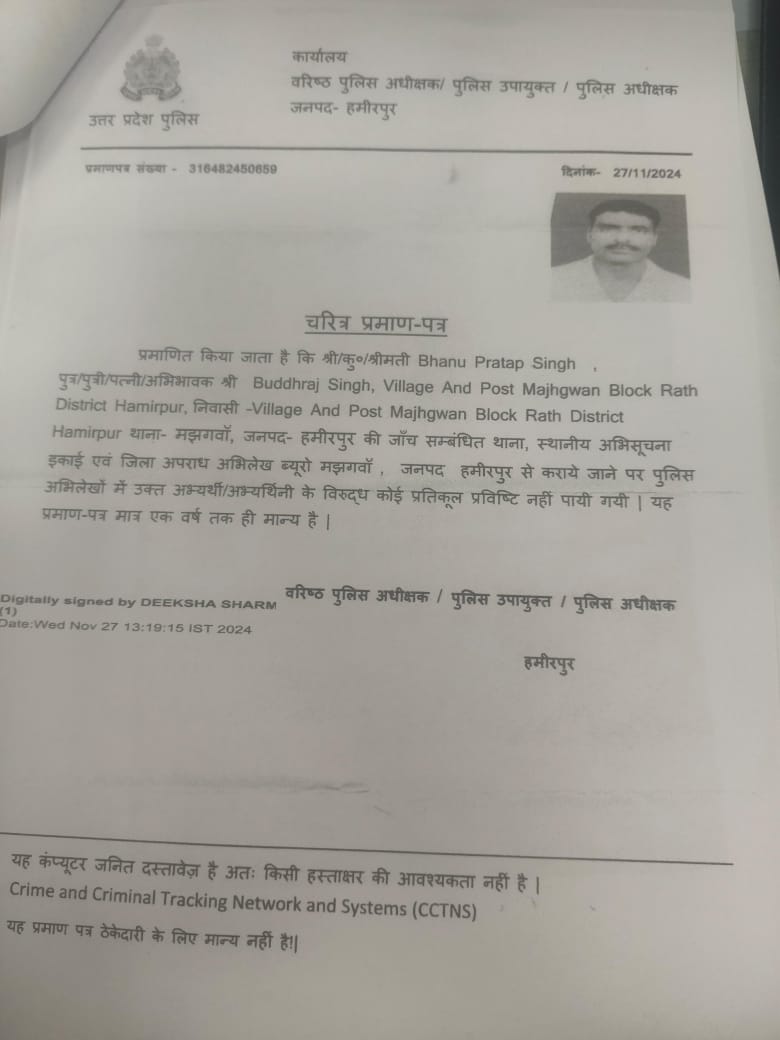 कार्यालय
वरिष्ठ पुलिस अधीक्षक/ पुलिस उपायुक्त / पुलिस अधीक्षक
जनपद- हमीरपुर
उत्तर प्रदेश पुलिस
प्रमाणपत्र संख्या - 316482450659
दिनांक- 27/11/2024
चरित्र प्रमाण-पत्र
प्रमाणित किया जाता है कि श्री/कु०/श्रीमती Bhanu Pratap Singh ,
पुत्र/पुत्री/पत्नी/अभिभावक श्री Buddhraj Singh, Village And Post Majhgwan Block Rath
District Hamirpur, निवासी -Village And Post Majhgwan Block Rath District
Hamirpur थाना- मझगवाँ, जनपद- हमीरपुर की जाँच सम्बंधित थाना, स्थानीय अभिसूचना
इकाई एवं जिला अपराध अभिलेख ब्यूरो मझगवाँ , जनपद हमीरपुर से कराये जाने पर पुलिस
अभिलेखों में उक्त अभ्यर्थी/अभ्यर्थिनी के विरुद्ध कोई प्रतिकूल प्रविष्टि नहीं पायी गयी | यह
प्रमाण-पत्र मात्र एक वर्ष तक ही मान्य है |
Digitally signed by DEEKSHA SHARM
(1)
Date:Wed Nov 27 13:19:15 IST 2024
वरिष्ठ पुलिस अधीक्षक / पुलिस उपायुक्त / पुलिस अधीक्षक
हमीरपुर
यह कंप्यूटर जनित दस्तावेज़ है अतः किसी हस्ताक्षर की आवश्यकता नहीं है |
Crime and Criminal Tracking Network and Systems (CCTNS)
यह प्रमाण पत्र ठेकेदारी के लिए मान्य नहीं है!|